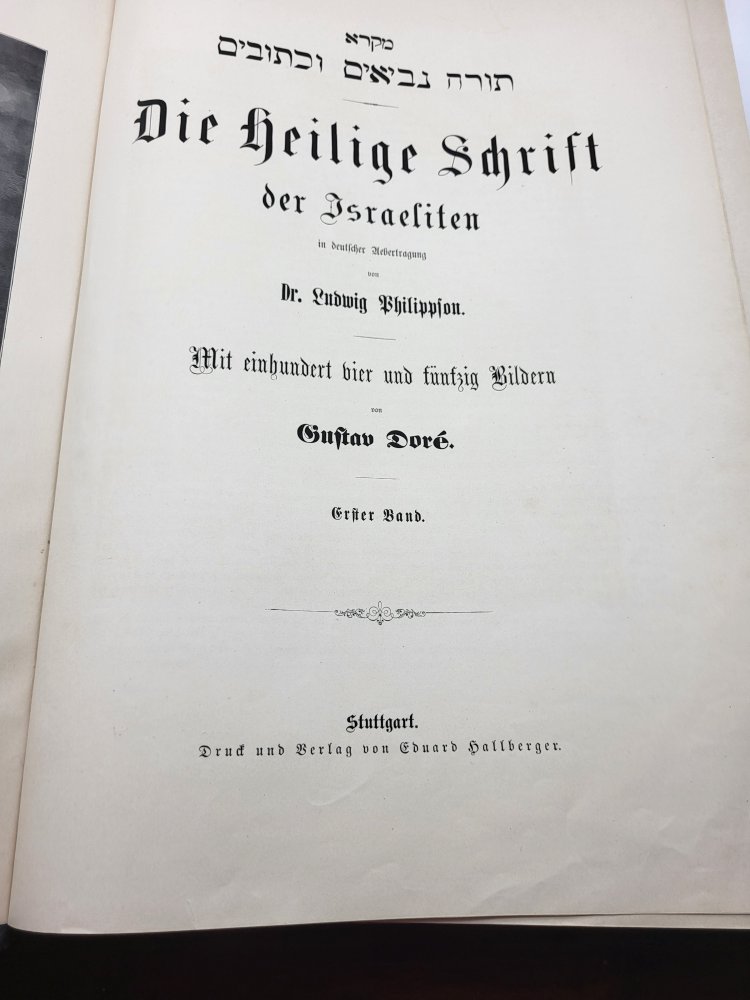 מקרא
תורה נביאים וכתובים
Die Heilige Schrift
der Israeliten
in deutscher Uebertragung
von
Dr. Ludwig Philippson.
Mit einhundert vier und fünfzig Bildern
von
Gustav Doré.
Erster Band.
Stuttgart.
Druck und Verlag von Eduard Hallberger.